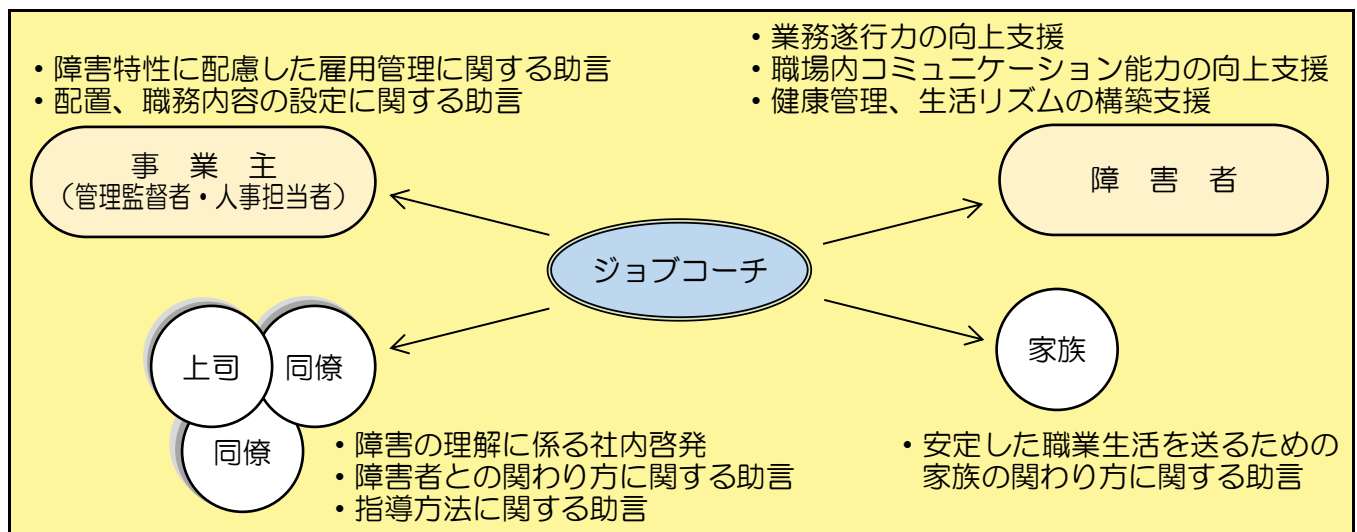 ・障害特性に配慮した雇用管理に関する助言
・配置、職務内容の設定に関する助言
事　業　主
（管理監督者・人事担当者）
・業務遂行力の向上支援
・職場内コミュニケーション能力の向上支援
・健康管理、生活リズムの構築支援
障　害　者
ジョブコーチ
上司
同僚
同僚
・障害の理解に係る社内啓発
・障害者との関わり方に関する助言
・指導方法に関する助言
家族
・安定した職業生活を送るための
家族の関わり方に関する助言